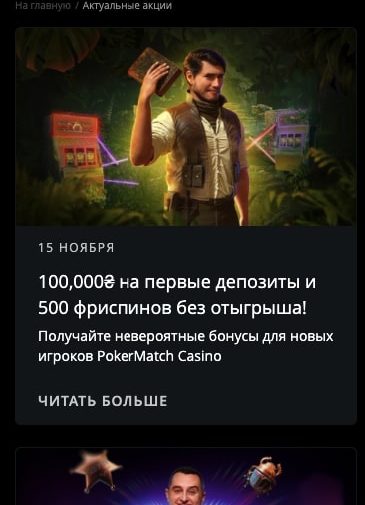 На главную / Актуальные акции
15 НОЯБРЯ
100,000₴ на первые депозиты и
500 фриспинов без отыгрыша!
Получайте невероятные бонусы для новых
игроков PokerMatch Casino
ЧИТАТЬ БОЛЬШЕ